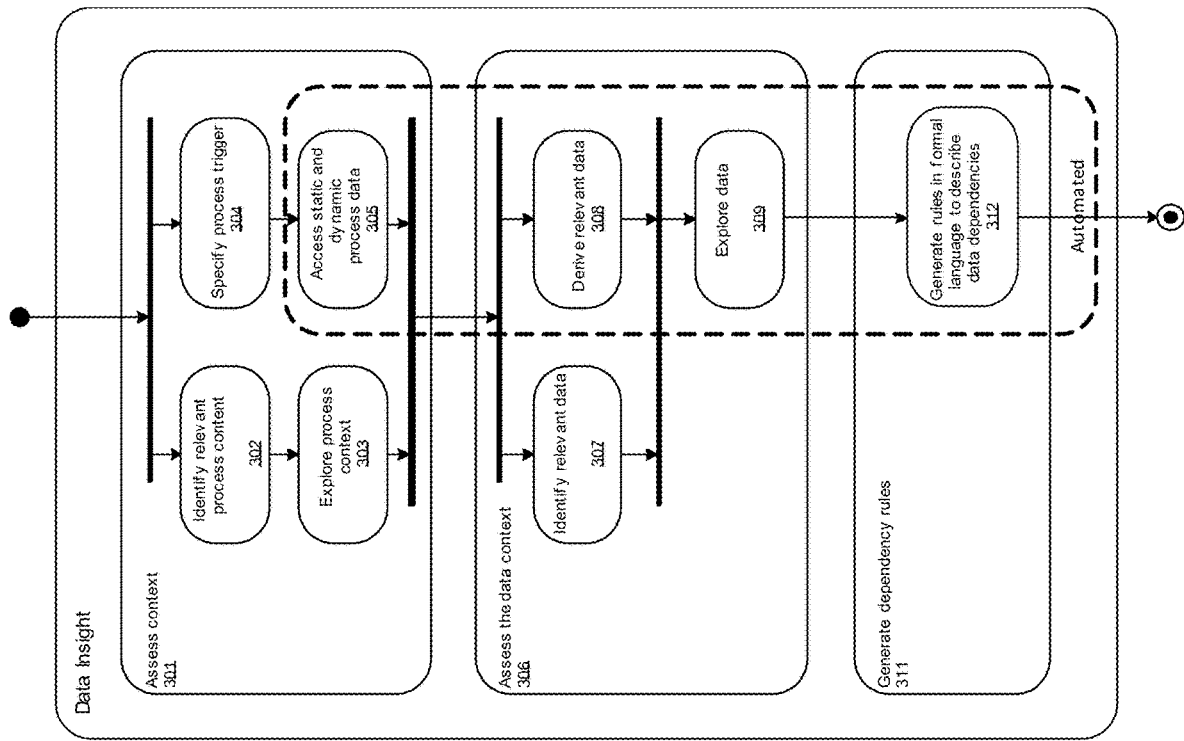 Data Insight
Assess context
301
Identify relevant
process content
302
Explore process
context
303
Specify process trigger
304
Access static and
dynamic
process data
305
Assess the data context
306
Identify relevant data
307
Derive relevant data
308
Explore data
309
Generate dependency rules
311
Generate rules in formal
language to describe
data dependencies
312
Automated